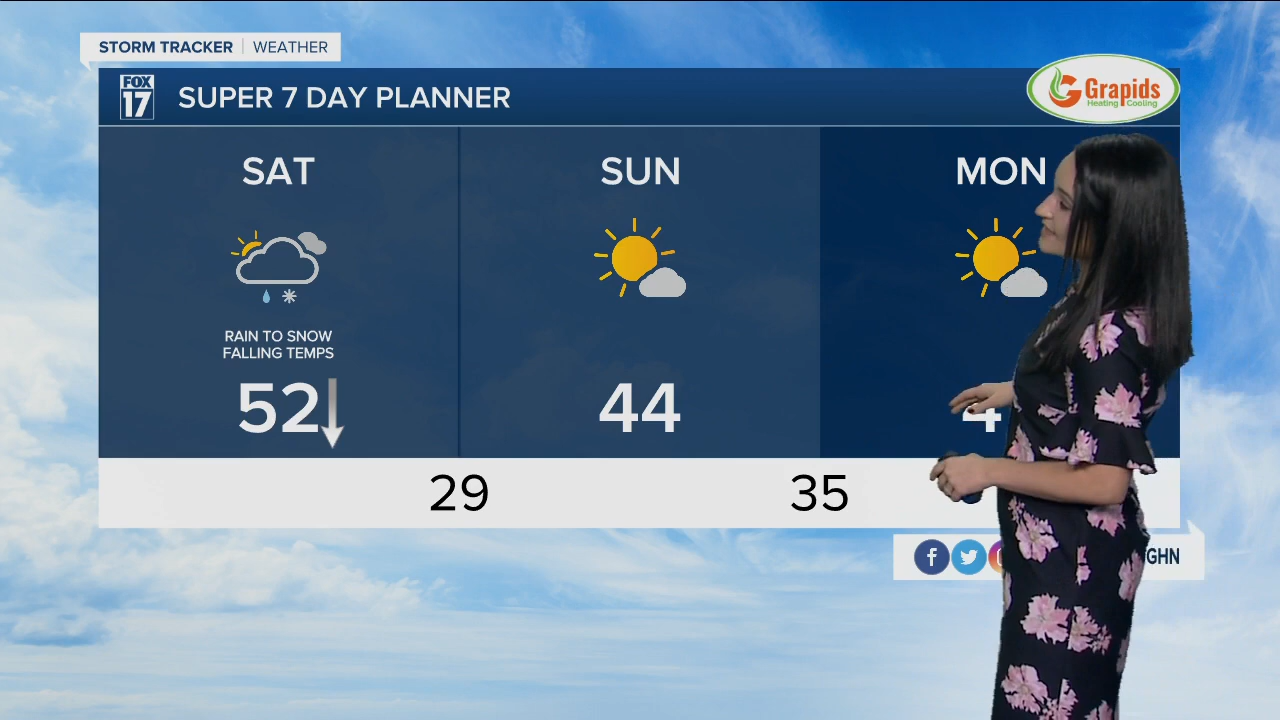 STORM TRACKER | WEATHER
FOX
17
SUPER 7 DAY PLANNER
Grapids
Heating Cooling
SAT
SUN
MON
RAIN TO SNOW
FALLING TEMPS
52
44
29
35